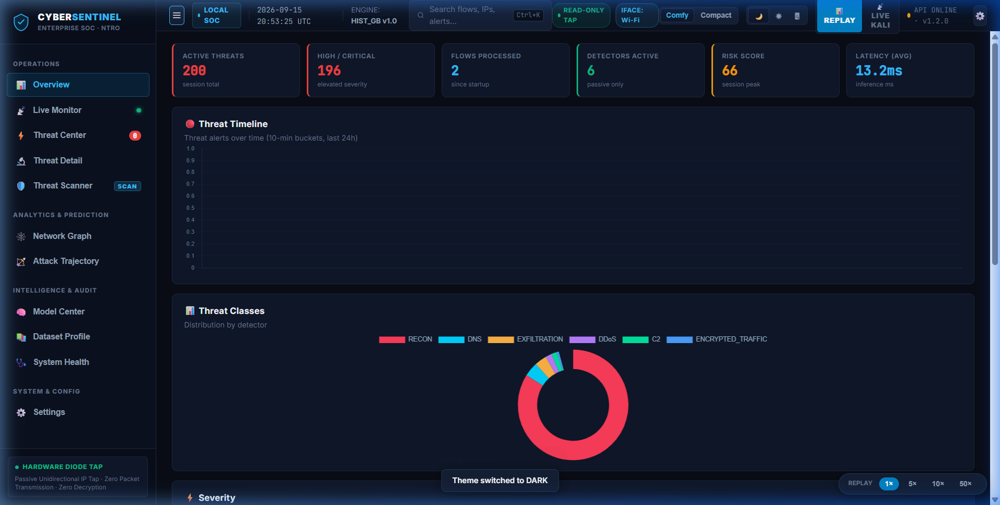 CYBERSENTINEL
ENTERPRISE SOC · NTRO
OPERATIONS
Overview
Live Monitor
Threat Center
0
Threat Detail
Threat Scanner
SCAN
ANALYTICS & PREDICTION
Network Graph
Attack Trajectory
INTELLIGENCE & AUDIT
Model Center
Dataset Profile
System Health
SYSTEM & CONFIG
Settings
HARDWARE DIODE TAP
Passive Unidirectional IP Tap · Zero Packet
Transmission · Zero Decryption
LOCAL
SOC
2026-09-15
20:53:25 UTC
ENGINE:
HIST_GB v1.0
Search flows, IPs,
alerts...
Ctrl+K
READ-ONLY
TAP
IFACE:
Wi-Fi
Comfy
Compact
REPLAY
LIVE
KALI
API ONLINE
· v1.2.0
ACTIVE THREATS
200
session total
HIGH / CRITICAL
196
elevated severity
FLOWS PROCESSED
2
since startup
DETECTORS ACTIVE
6
passive only
RISK SCORE
66
session peak
LATENCY (AVG)
13.2ms
inference ms
Threat Timeline
Threat alerts over time (10-min buckets, last 24h)
1.0
0.9
0.8
0.7
0.6
0.5
0.4
0.3
0.2
0.1
0
Threat Classes
Distribution by detector
RECON
DNS
EXFILTRATION
DDoS
C2
ENCRYPTED_TRAFFIC
Theme switched to DARK
REPLAY
1×
5×
10×
50×
Severity